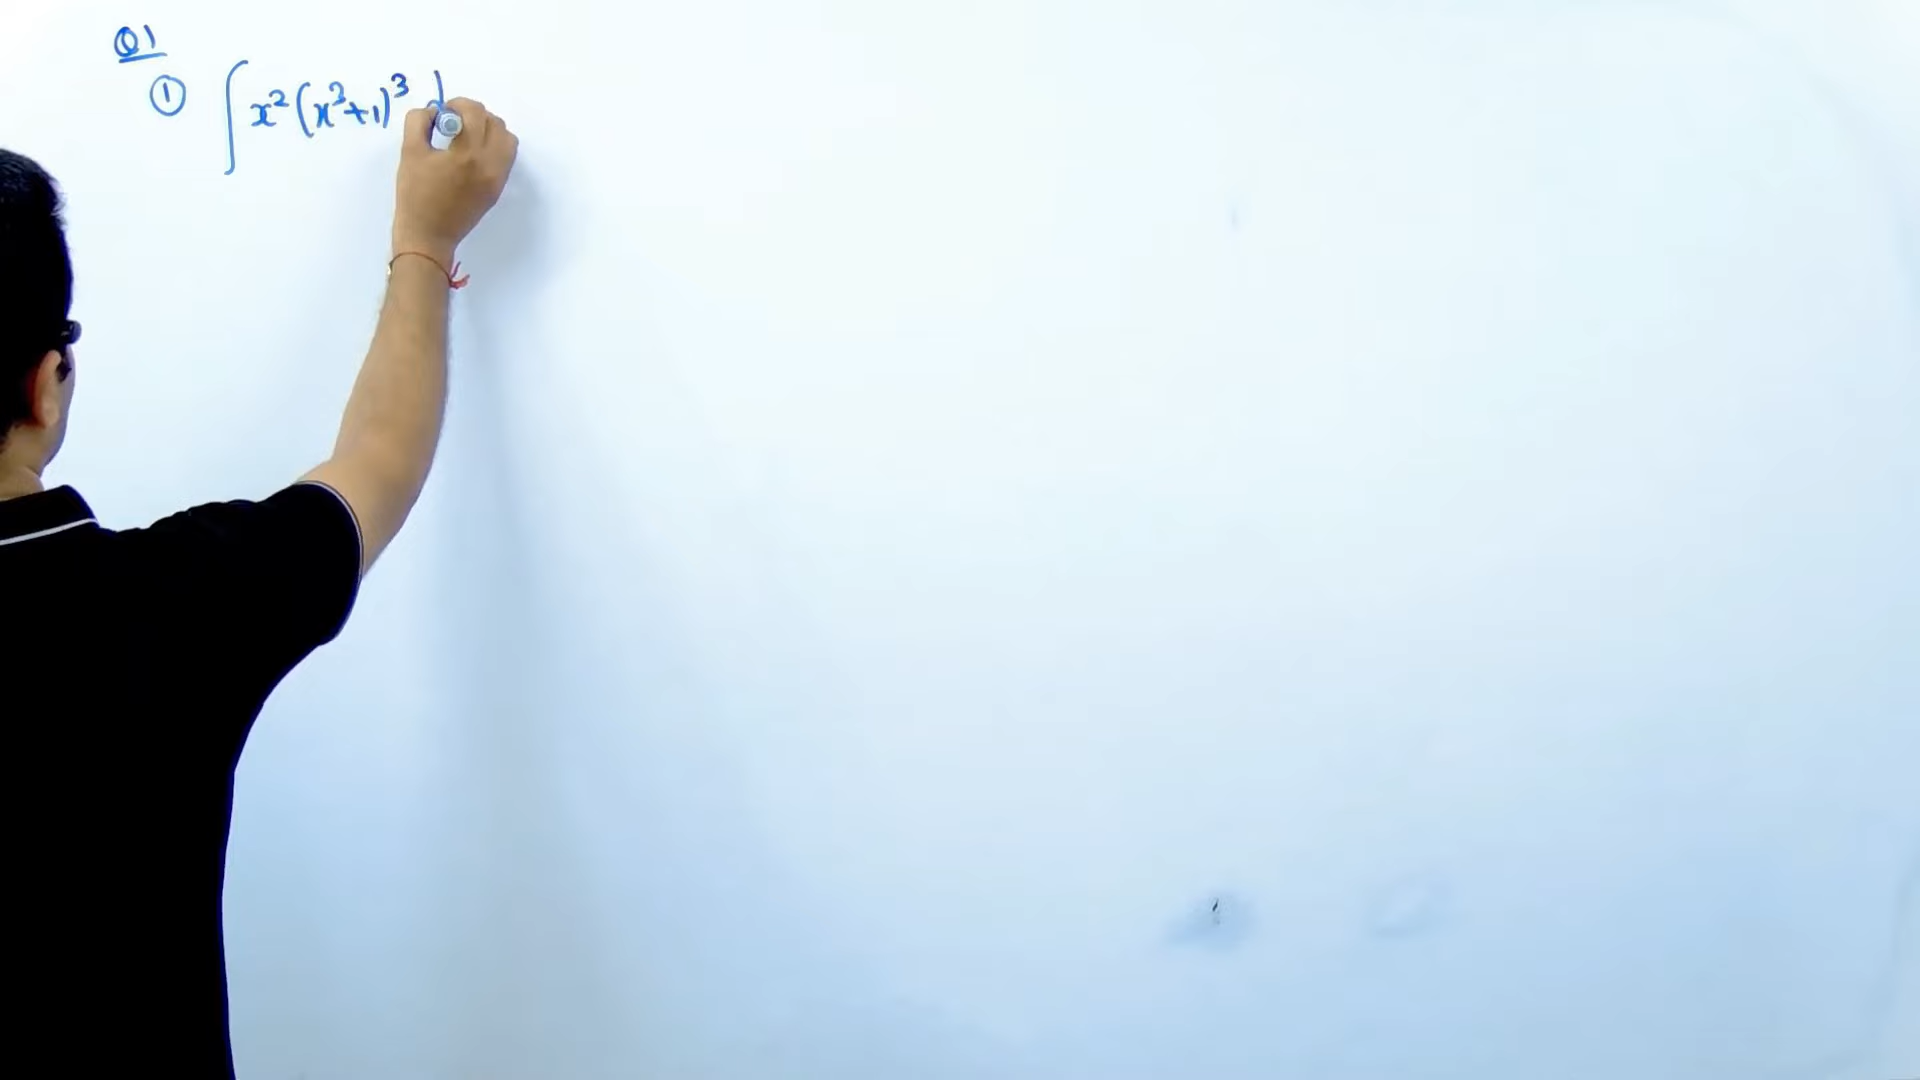 Q1
① ∫ x² (x³+1)³ d